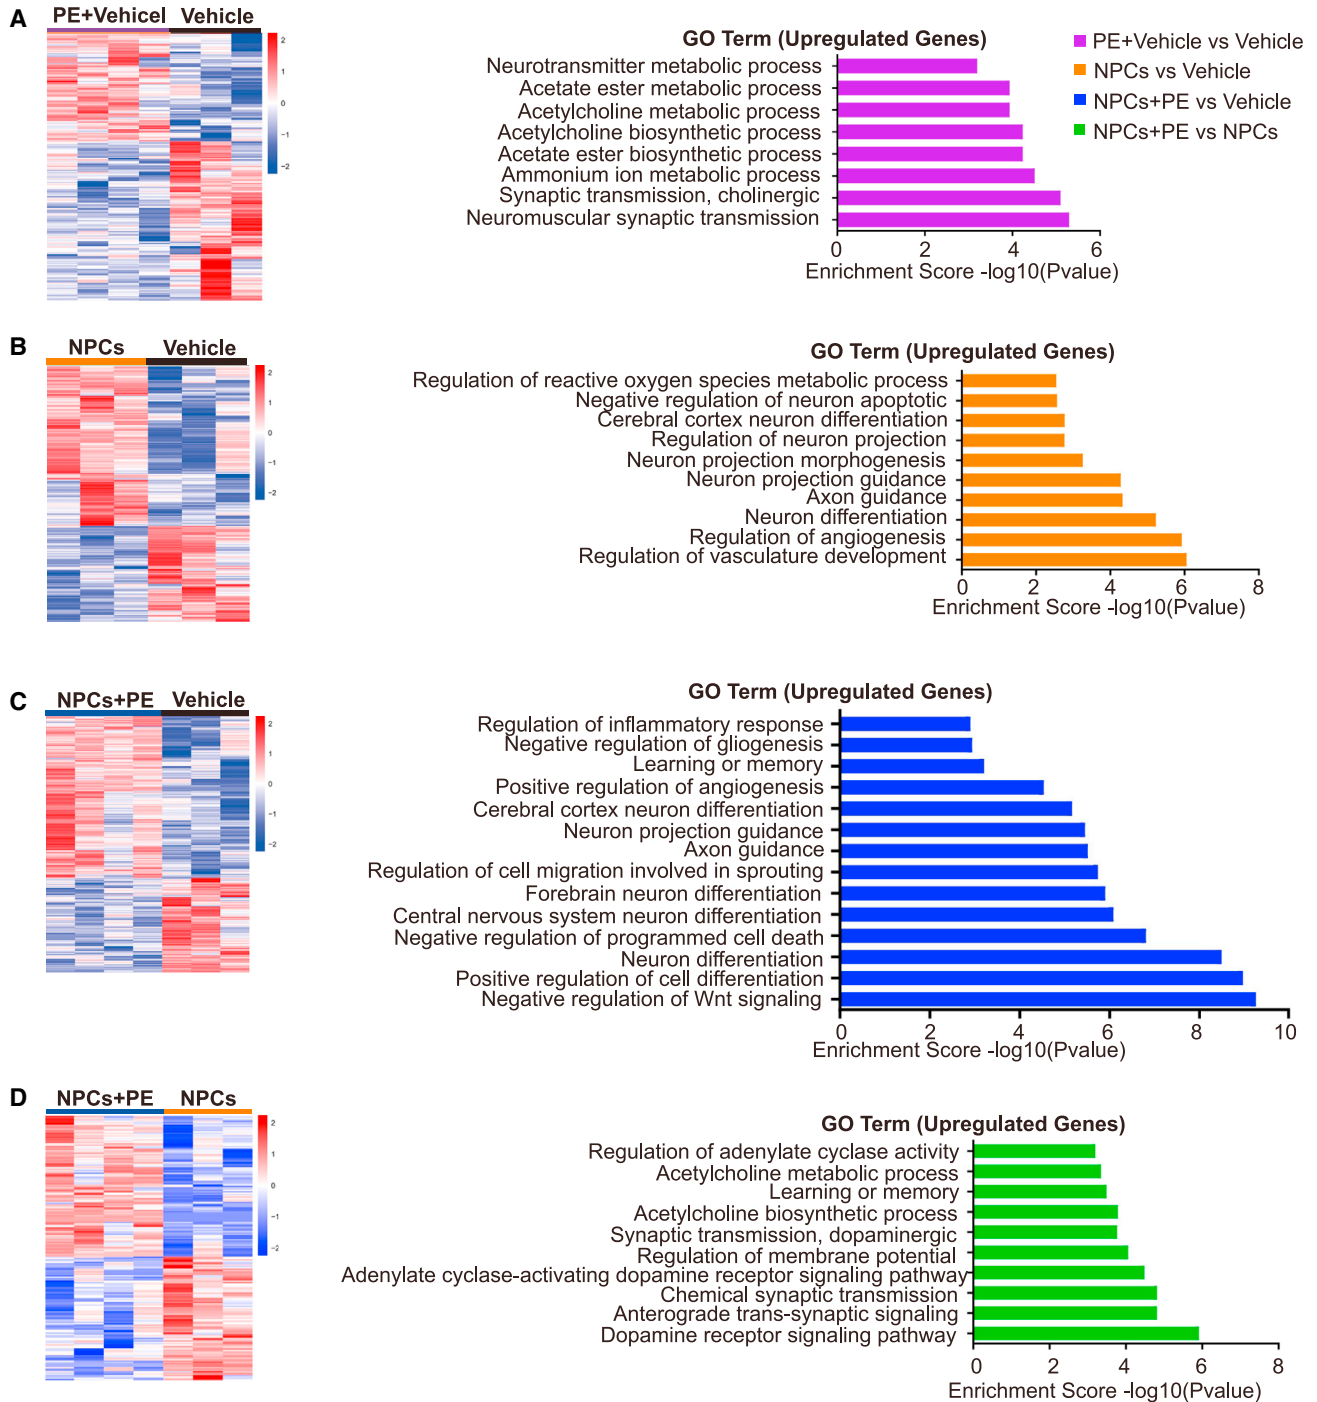 A
PE+Vehicel Vehicle
2
1
0
−1
−2
GO Term (Upregulated Genes)
Neurotransmitter metabolic process
Acetate ester metabolic process
Acetylcholine metabolic process
Acetylcholine biosynthetic process
Acetate ester biosynthetic process
Ammonium ion metabolic process
Synaptic transmission, cholinergic
Neuromuscular synaptic transmission
0 2 4 6
Enrichment Score -log10(Pvalue)
PE+Vehicle vs Vehicle
NPCs vs Vehicle
NPCs+PE vs Vehicle
NPCs+PE vs NPCs
B
NPCs Vehicle
2
1
0
−1
−2
GO Term (Upregulated Genes)
Regulation of reactive oxygen species metabolic process
Negative regulation of neuron apoptotic
Cerebral cortex neuron differentiation
Regulation of neuron projection
Neuron projection morphogenesis
Neuron projection guidance
Axon guidance
Neuron differentiation
Regulation of angiogenesis
Regulation of vasculature development
0 2 4 6 8
Enrichment Score -log10(Pvalue)
C
NPCs+PE Vehicle
2
1
0
−1
−2
GO Term (Upregulated Genes)
Regulation of inflammatory response
Negative regulation of gliogenesis
Learning or memory
Positive regulation of angiogenesis
Cerebral cortex neuron differentiation
Neuron projection guidance
Axon guidance
Regulation of cell migration involved in sprouting
Forebrain neuron differentiation
Central nervous system neuron differentiation
Negative regulation of programmed cell death
Neuron differentiation
Positive regulation of cell differentiation
Negative regulation of Wnt signaling
0 2 4 6 8 10
Enrichment Score -log10(Pvalue)
D
NPCs+PE NPCs
2
1
0
−1
−2
GO Term (Upregulated Genes)
Regulation of adenylate cyclase activity
Acetylcholine metabolic process
Learning or memory
Acetylcholine biosynthetic process
Synaptic transmission, dopaminergic
Regulation of membrane potential
Adenylate cyclase-activating dopamine receptor signaling pathway
Chemical synaptic transmission
Anterograde trans-synaptic signaling
Dopamine receptor signaling pathway
0 2 4 6 8
Enrichment Score -log10(Pvalue)